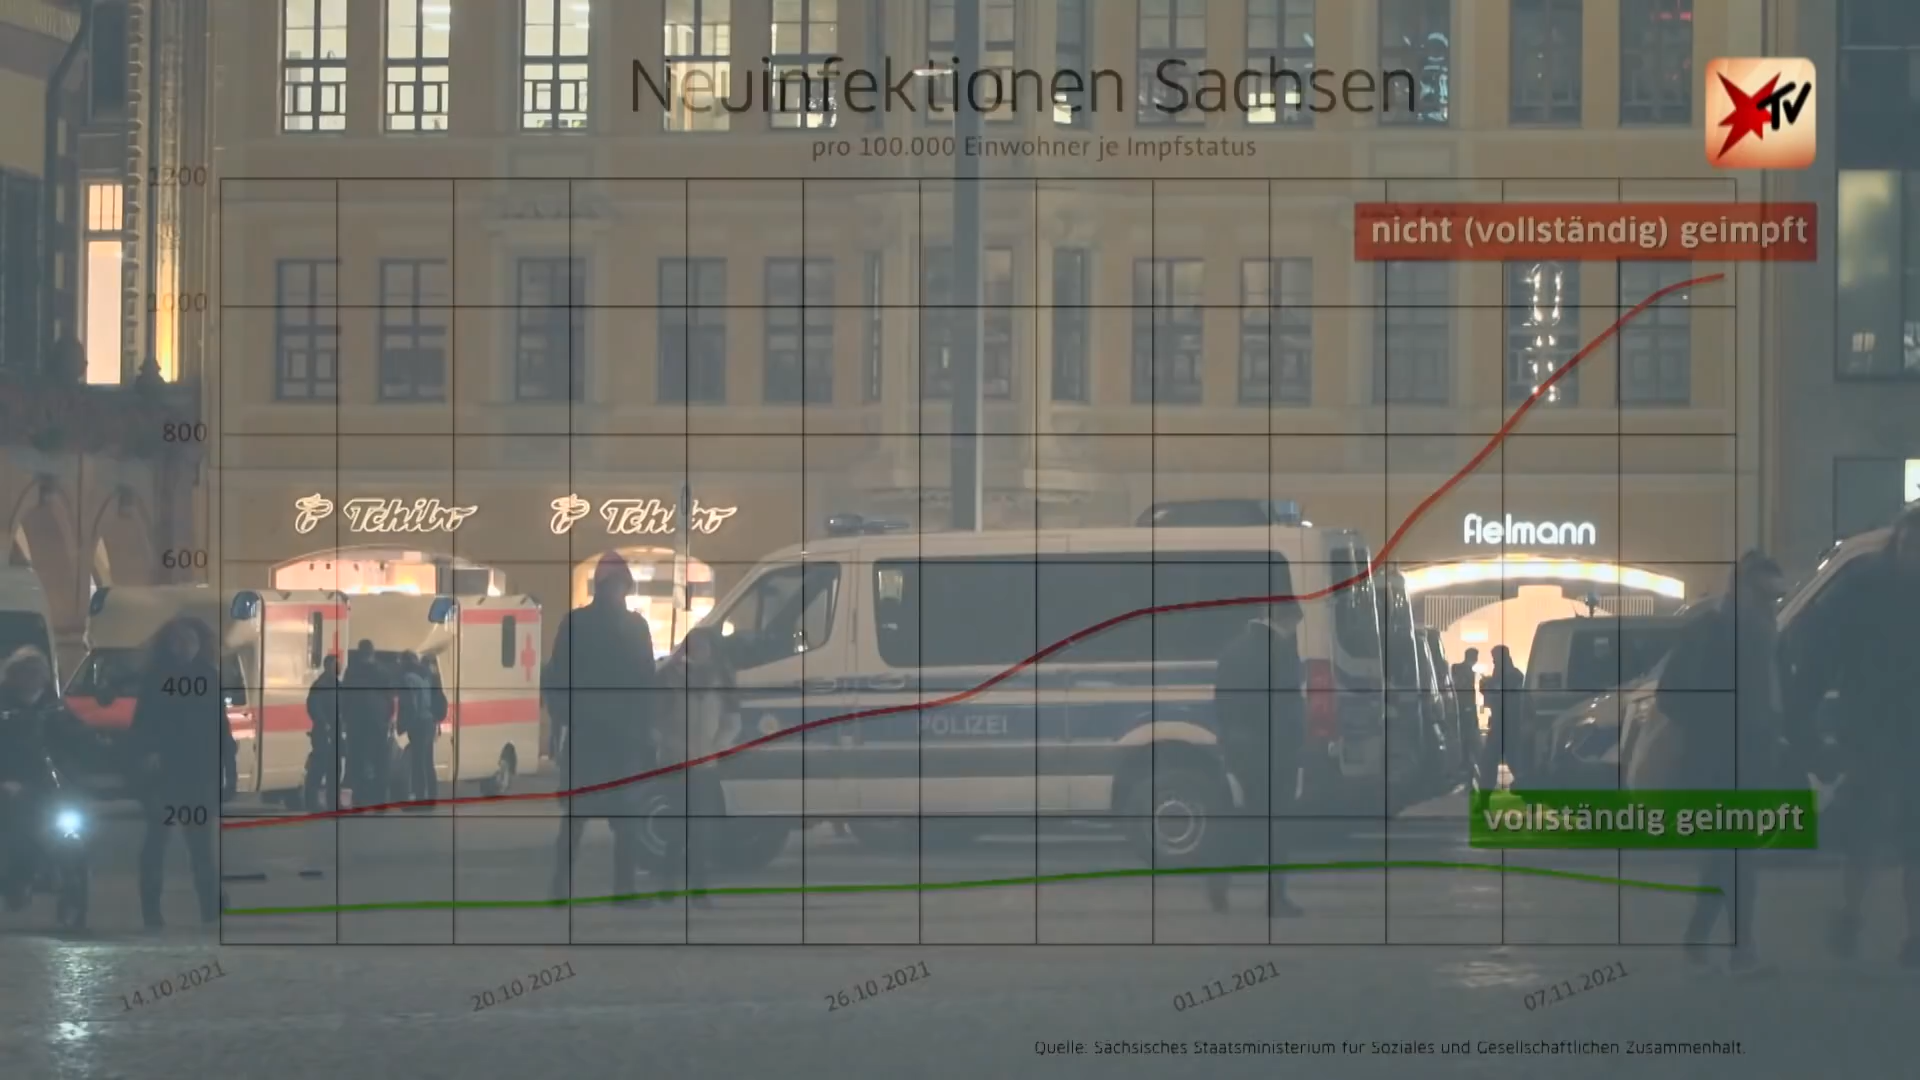 Neuinfektionen Sachsen
TV
pro 100.000 Einwohner je Impfstatus
1200
nicht (vollständig) geimpft
1000
800
Tchibo
Tchibo
fielmann
600
400
POLIZEI
200
vollständig geimpft
14.10.2021
20.10.2021
26.10.2021
01.11.2021
07.11.2021
Quelle: Sächsisches Staatsministerium für Soziales und Gesellschaftlichen Zusammenhalt.